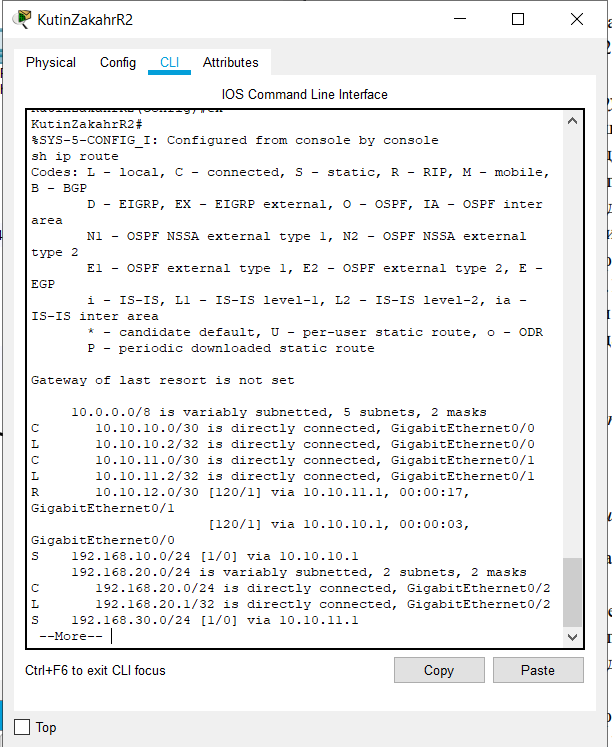 KutinZakahrR2
Physical Config CLI Attributes
IOS Command Line Interface
KutinZakahrR2#
%SYS-5-CONFIG_I: Configured from console by console
sh ip route
Codes: L - local, C - connected, S - static, R - RIP, M - mobile,
B - BGP
D - EIGRP, EX - EIGRP external, O - OSPF, IA - OSPF inter
area
N1 - OSPF NSSA external type 1, N2 - OSPF NSSA external
type 2
E1 - OSPF external type 1, E2 - OSPF external type 2, E -
EGP
i - IS-IS, L1 - IS-IS level-1, L2 - IS-IS level-2, ia -
IS-IS inter area
* - candidate default, U - per-user static route, o - ODR
P - periodic downloaded static route
Gateway of last resort is not set
10.0.0.0/8 is variably subnetted, 5 subnets, 2 masks
C 10.10.10.0/30 is directly connected, GigabitEthernet0/0
L 10.10.10.2/32 is directly connected, GigabitEthernet0/0
C 10.10.11.0/30 is directly connected, GigabitEthernet0/1
L 10.10.11.2/32 is directly connected, GigabitEthernet0/1
R 10.10.12.0/30 [120/1] via 10.10.11.1, 00:00:17,
GigabitEthernet0/1
[120/1] via 10.10.10.1, 00:00:03,
GigabitEthernet0/0
S 192.168.10.0/24 [1/0] via 10.10.10.1
192.168.20.0/24 is variably subnetted, 2 subnets, 2 masks
C 192.168.20.0/24 is directly connected, GigabitEthernet0/2
L 192.168.20.1/32 is directly connected, GigabitEthernet0/2
S 192.168.30.0/24 [1/0] via 10.10.11.1
--More--
Ctrl+F6 to exit CLI focus
Copy Paste
Top